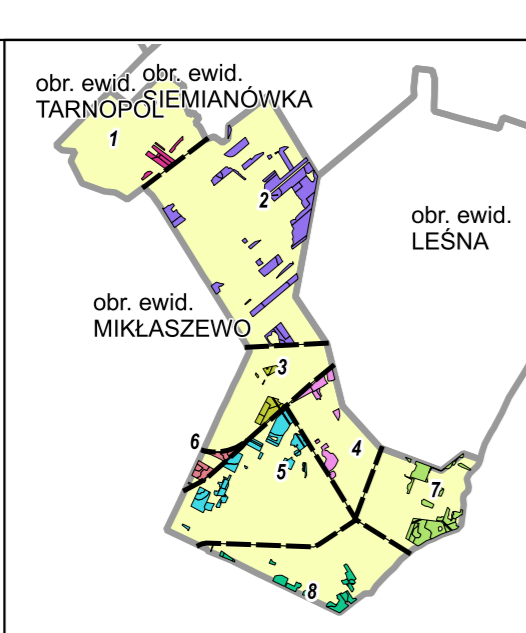 obr. ewid.
TARNOPOL
obr. ewid.
SIEMIANÓWKA
1
2
obr. ewid.
LEŚNA
obr. ewid.
MIKŁASZEWO
3
4
6
5
7
8